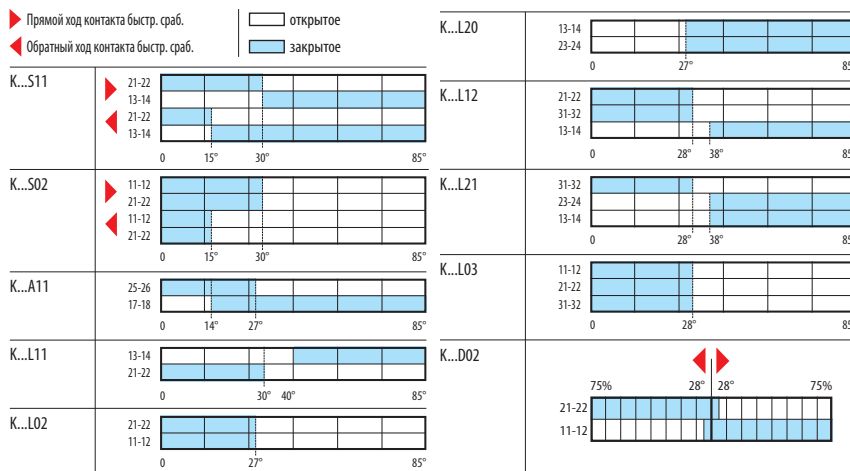 Прямой ход контакта быстр. сраб.
открытое
Обратный ход контакта быстр. сраб.
закрытое
K...S11
21-22
13-14
21-22
13-14
0 15° 30° 85°
K...S02
11-12
21-22
11-12
21-22
0 15° 30° 85°
K...A11
25-26
17-18
0 14° 27° 85°
K...L11
13-14
21-22
0 30° 40° 85°
K...L02
21-22
11-12
0 27° 85°
K...L20
13-14
23-24
0 27° 85
K...L12
21-22
31-32
13-14
0 28° 38° 85
K...L21
31-32
23-24
13-14
0 28° 38° 85
K...L03
11-12
21-22
31-32
0 28° 85
K...D02
75% 28° 28° 75%
21-22
11-12